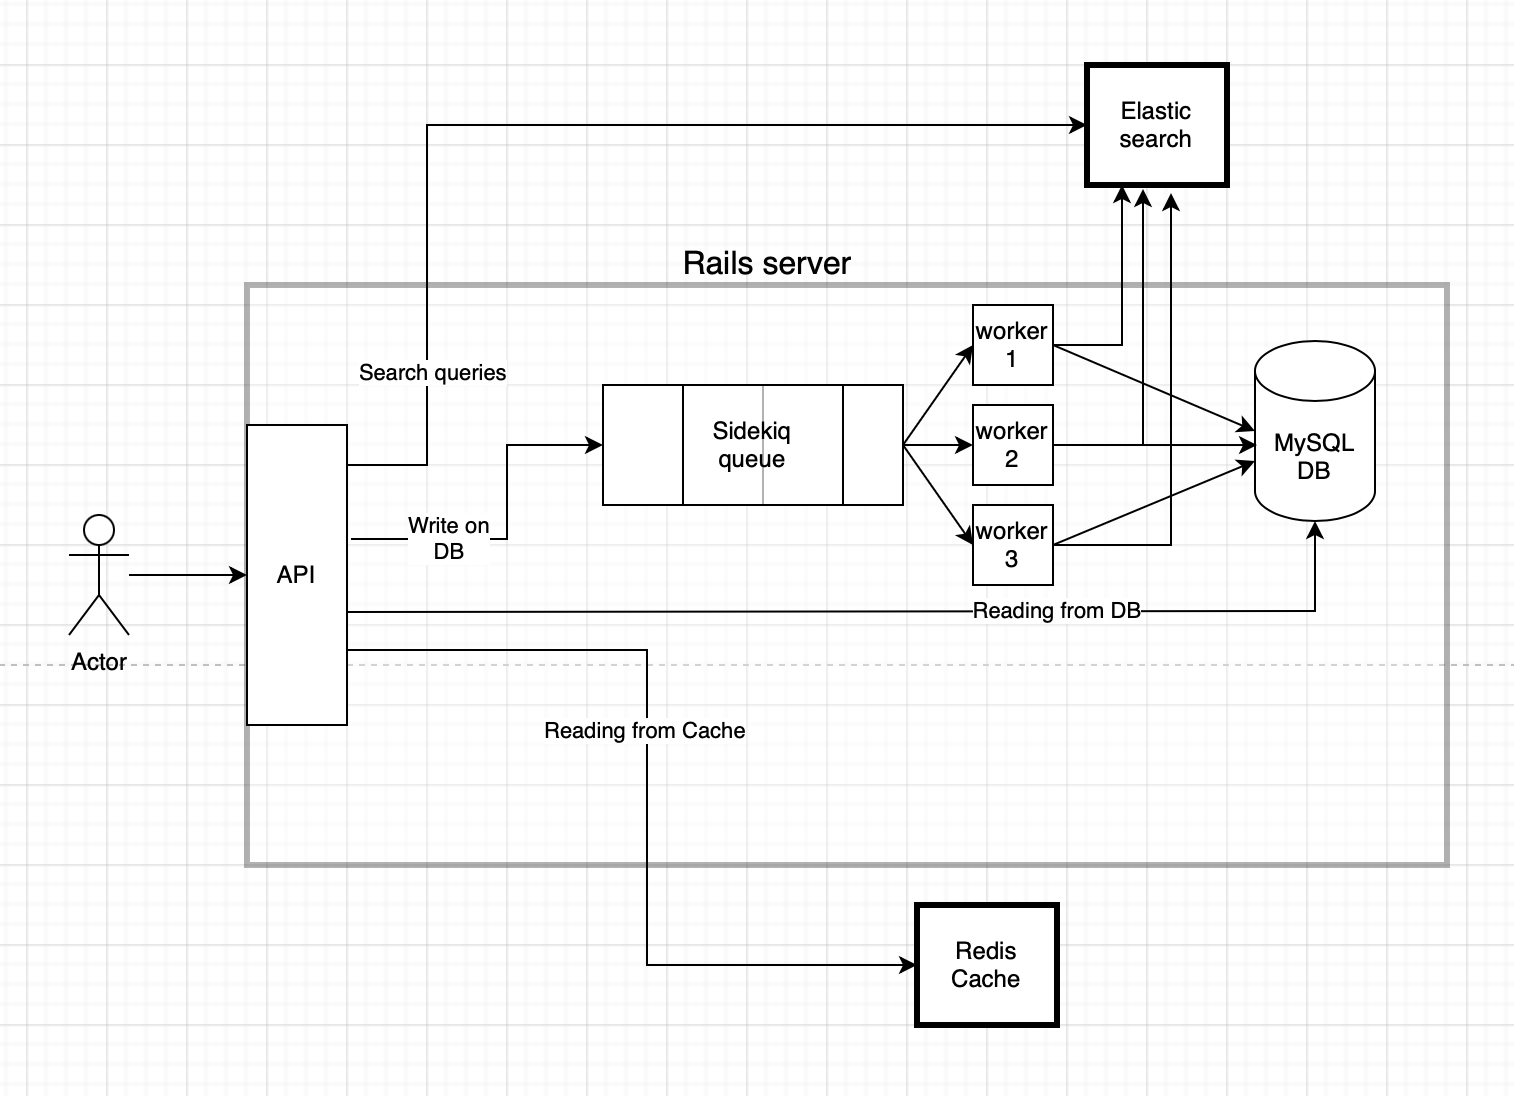 Elastic
search
Rails server
Search queries
worker
1
Sidekiq
queue
worker
2
MySQL
DB
Write on
DB
worker
3
API
Reading from DB
Actor
Reading from Cache
Redis
Cache